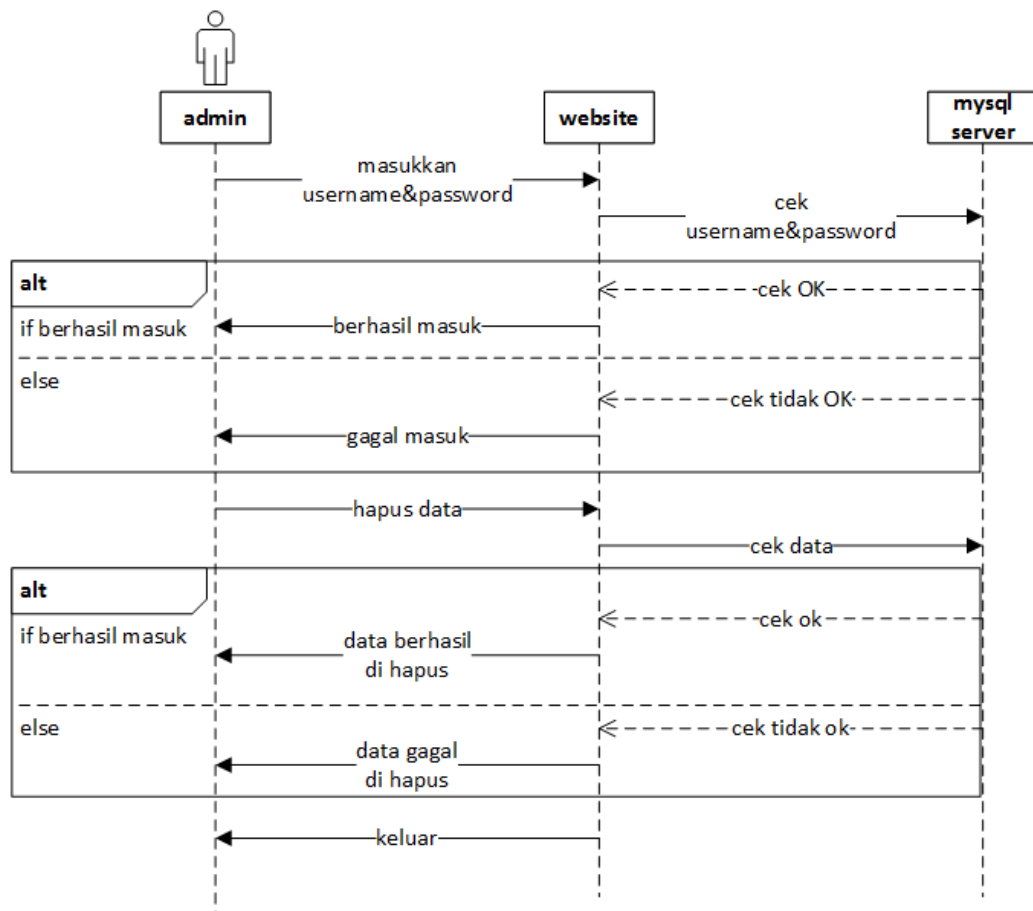 admin
website
mysql
server
masukkan
username&password
cek
username&password
alt
cek OK
if berhasil masuk
berhasil masuk
else
cek tidak OK
gagal masuk
hapus data
cek data
alt
cek ok
if berhasil masuk
data berhasil
di hapus
else
cek tidak ok
data gagal
di hapus
keluar